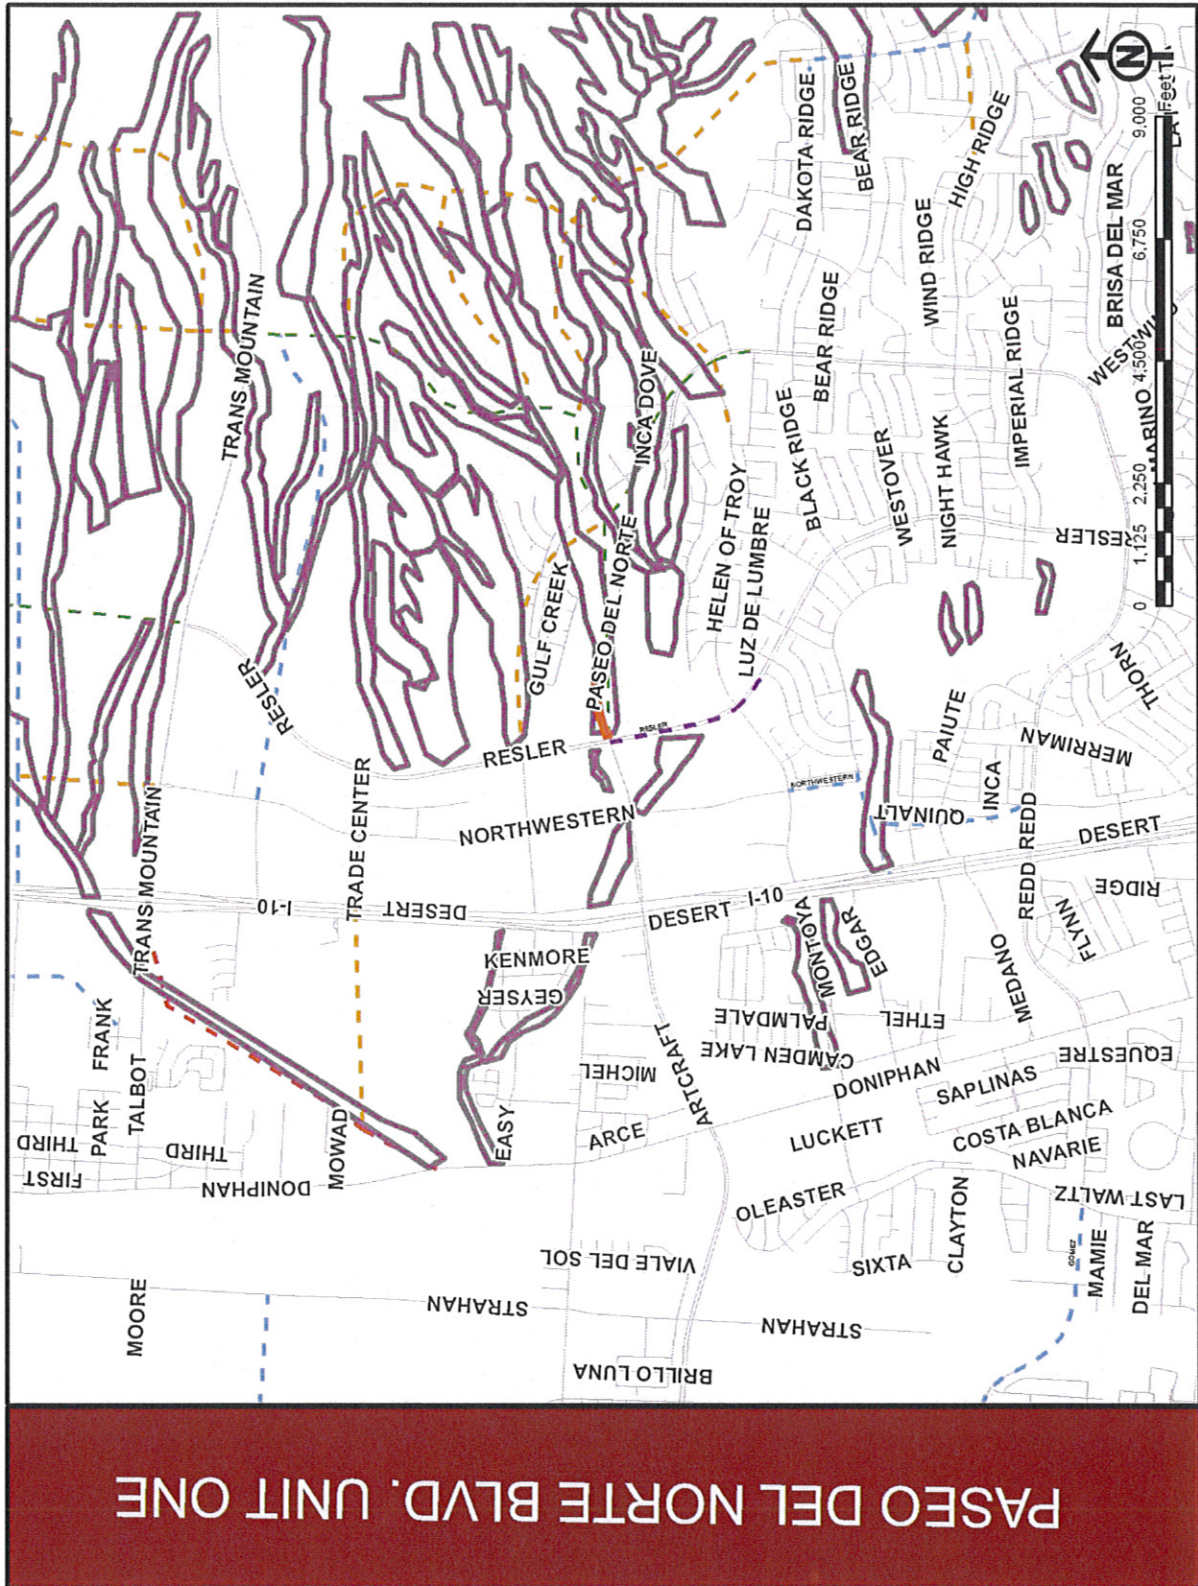 PASEO DEL NORTE BLVD. UNIT ONE
TRANS MOUNTAIN
RESLER
TRANS MOUNTAIN
I-10
DESERT
TRADE CENTER
RESLER
NORTHWESTERN
GULF CREEK
PASEO DEL NORTE
INCA DOVE
RESLER
HELEN OF TROY
LUZ DE LUMBRE
BLACK RIDGE
BEAR RIDGE
DAKOTA RIDGE
BEAR RIDGE
WESTOVER
WIND RIDGE
HIGH RIDGE
NIGHT HAWK
IMPERIAL RIDGE
BRISA DEL MAR
MARINO
RESLER
THORN
NORTHWESTERN
QUINALT
PAIUTE
INCA
MERRIMAN
REDD
REDD
DESERT
RIDGE
FLYNN
MEDANO
DESERT
I-10
MONTOYA
EDGAR
PALMDALE
CAMDEN LAKE
ETHEL
DONIPHAN
SAPLINAS
EQUESTRE
KENMORE
GEYSER
MICHEL
ARTCRAFT
EASY
ARCE
LUCKETT
COSTA BLANCA
NAVARIE
OLEASTER
LAST WALTZ
CLAYTON
SIXTA
GOMEZ
MAMIE
DEL MAR
VIALE DEL SOL
STRAHAN
STRAHAN
BRILLO LUNA
MOORE
FRANK
PARK
TALBOT
THIRD
THIRD
FIRST
DONIPHAN
MOWAD
N
0 1,125 2,250 4,500 6,750 9,000
Feet